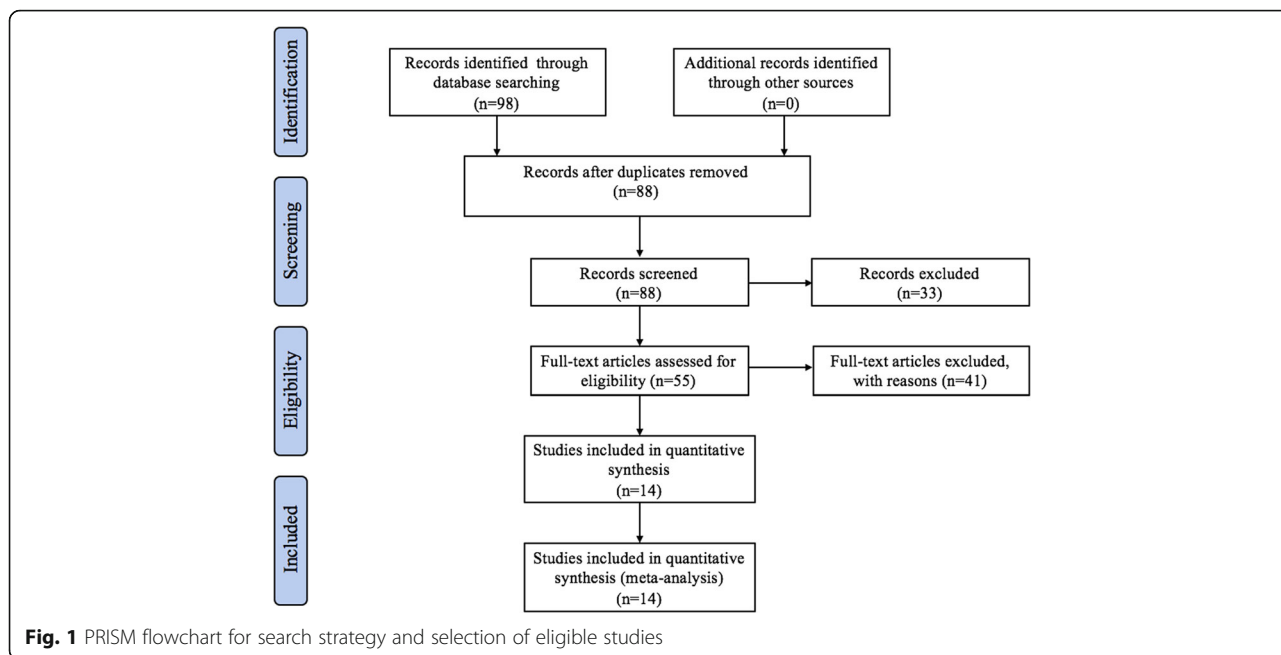 Identification
Records identified through
database searching
(n=98)
Additional records identified
through other sources
(n=0)
Records after duplicates removed
(n=88)
Screening
Records screened
(n=88)
Records excluded
(n=33)
Eligibility
Full-text articles assessed for
eligibility (n=55)
Full-text articles excluded,
with reasons (n=41)
Studies included in quantitative
synthesis
(n=14)
Included
Studies included in quantitative
synthesis (meta-analysis)
(n=14)
Fig. 1 PRISM flowchart for search strategy and selection of eligible studies